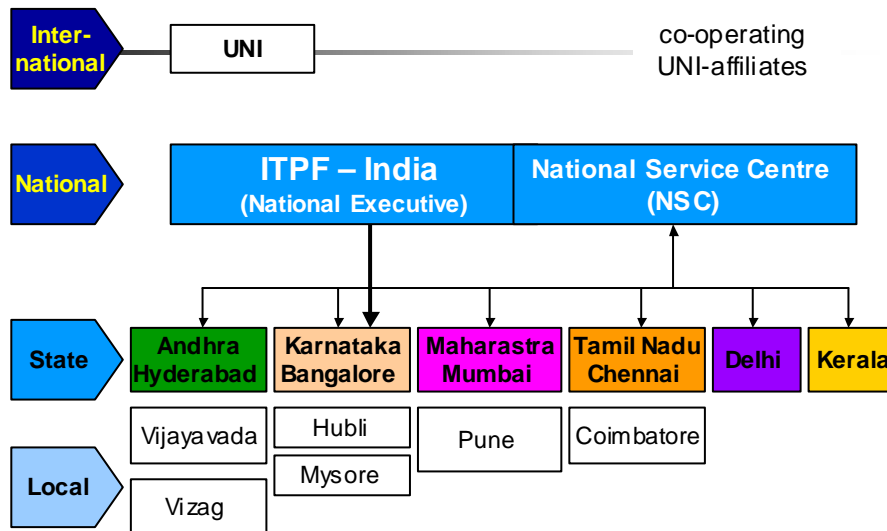 Inter-
national
UNI
co-operating
UNI-affiliates
National
ITPF – India
(National Executive)
National Service Centre
(NSC)
State
Andhra
Hyderabad
Karnataka
Bangalore
Maharastra
Mumbai
Tamil Nadu
Chennai
Delhi
Kerala
Local
Vijayavada
Hubli
Pune
Coimbatore
Mysore
Vizag